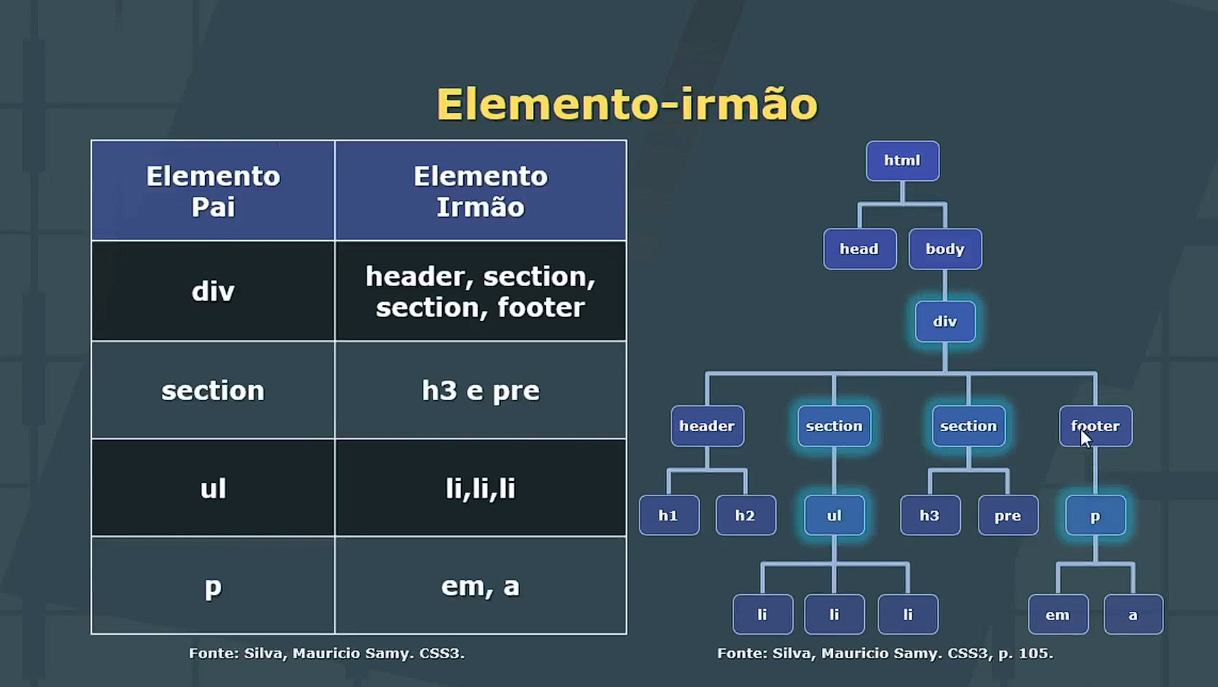 Elemento-irmão
Elemento
Pai
Elemento
Irmão
div
header, section,
section, footer
section
h3 e pre
ul
li,li,li
p
em, a
Fonte: Silva, Mauricio Samy. CSS3.
html
head
body
div
header
section
section
footer
h1
h2
ul
h3
pre
p
li
li
li
em
a
Fonte: Silva, Mauricio Samy. CSS3, p. 105.